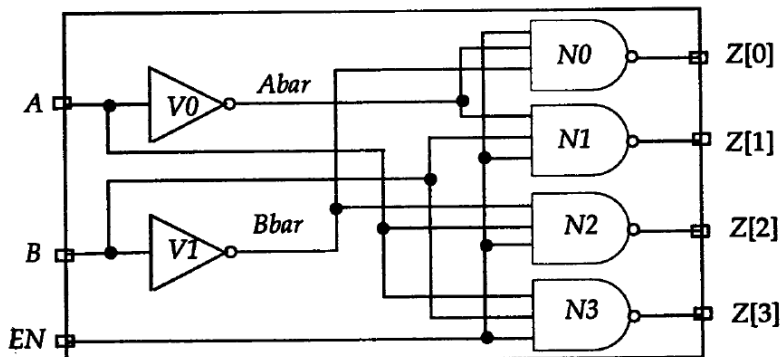 N0
Z[0]
Abar
A
V0
N1
Z[1]
N2
Z[2]
Bbar
B
V1
N3
Z[3]
EN